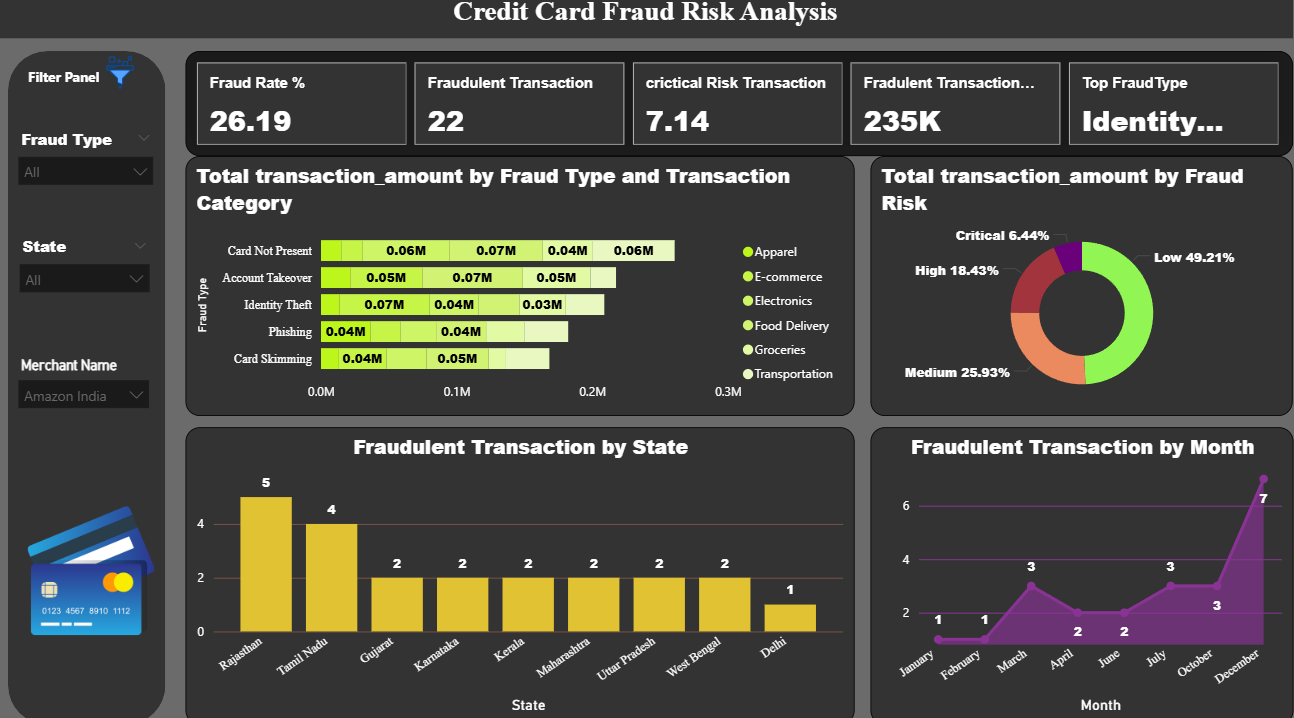 Credit Card Fraud Risk Analysis
Filter Panel
Fraud Type
All
State
All
Merchant Name
Amazon India
0123 4567 8910 1112
Fraud Rate %
26.19
Fraudulent Transaction
22
crictical Risk Transaction
7.14
Fradulent Transaction...
235K
Top FraudType
Identity...
Total transaction_amount by Fraud Type and Transaction
Category
Fraud Type
Card Not Present 0.06M 0.07M 0.04M 0.06M
Account Takeover 0.05M 0.07M 0.05M
Identity Theft 0.07M 0.04M 0.03M
Phishing 0.04M 0.04M
Card Skimming 0.04M 0.05M
0.0M 0.1M 0.2M 0.3M
Apparel
E-commerce
Electronics
Food Delivery
Groceries
Transportation
Total transaction_amount by Fraud
Risk
Critical 6.44%
High 18.43%
Low 49.21%
Medium 25.93%
Fraudulent Transaction by State
5
4
2
2
2
2
2
2
1
4
2
0
Rajasthan
Tamil Nadu
Gujarat
Karnataka
Kerala
Maharashtra
Uttar Pradesh
West Bengal
Delhi
State
Fraudulent Transaction by Month
6
4
2
1
1
3
2
2
3
3
7
January
February
March
April
June
July
October
December
Month